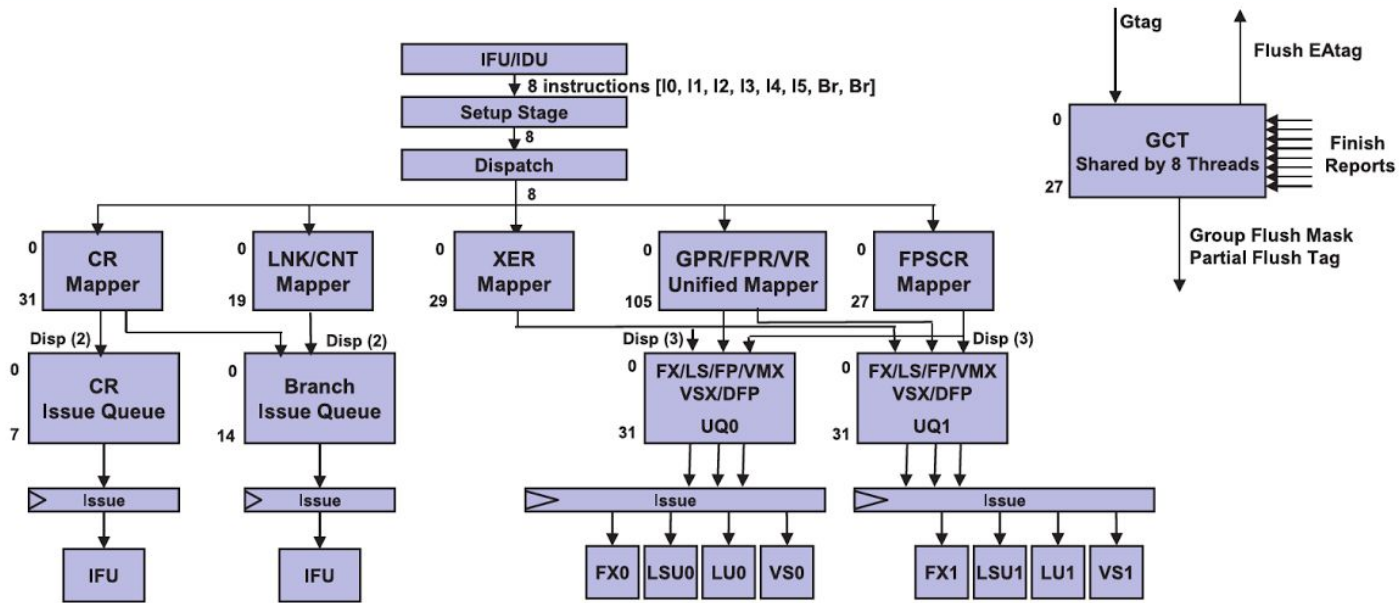 Gtag
Flush EAtag
IFU/IDU
8 instructions [I0, I1, I2, I3, I4, I5, Br, Br]
Setup Stage
8
Dispatch
8
0
GCT
Shared by 8 Threads
27
Finish
Reports
Group Flush Mask
Partial Flush Tag
0
CR
Mapper
31
0
LNK/CNT
Mapper
19
0
XER
Mapper
29
0
GPR/FPR/VR
Unified Mapper
105
0
FPSCR
Mapper
27
Disp (2)
Disp (2)
Disp (3)
Disp (3)
0
CR
Issue Queue
7
0
Branch
Issue Queue
14
0
FX/LS/FP/VMX
VSX/DFP
UQ0
31
0
FX/LS/FP/VMX
VSX/DFP
UQ1
31
Issue
Issue
Issue
Issue
IFU
IFU
FX0
LSU0
LU0
VS0
FX1
LSU1
LU1
VS1